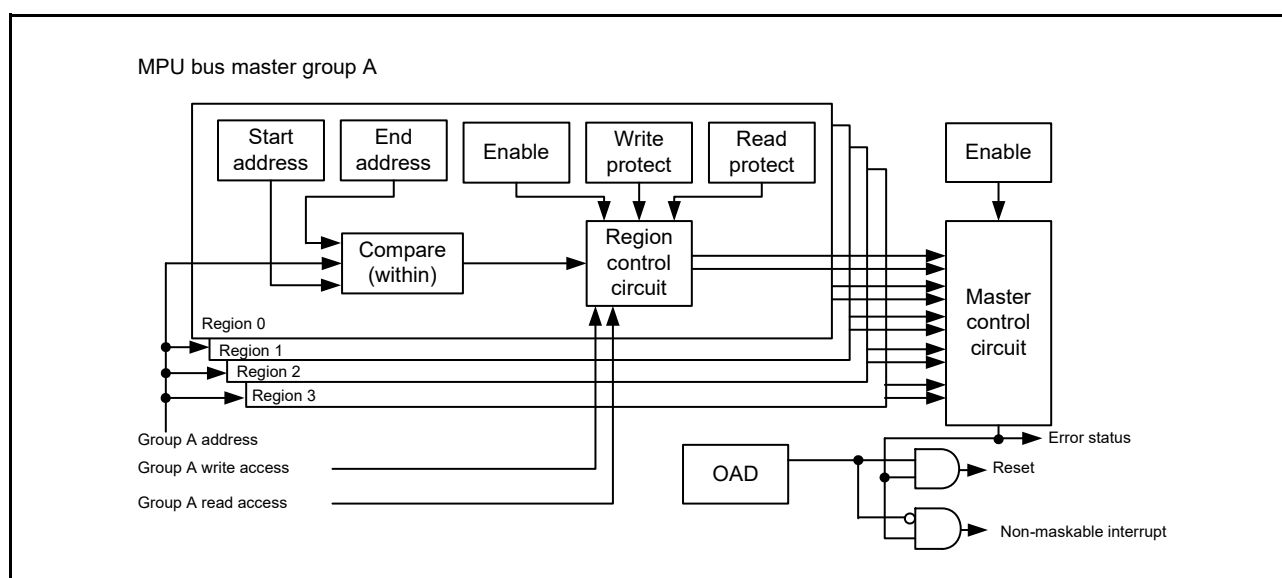 MPU bus master group A
Start
address
End
address
Enable
Write
protect
Read
protect
Enable
Compare
(within)
Region
control
circuit
Master
control
circuit
Region 0
Region 1
Region 2
Region 3
Group A address
Group A write access
Group A read access
OAD
Error status
Reset
Non-maskable interrupt